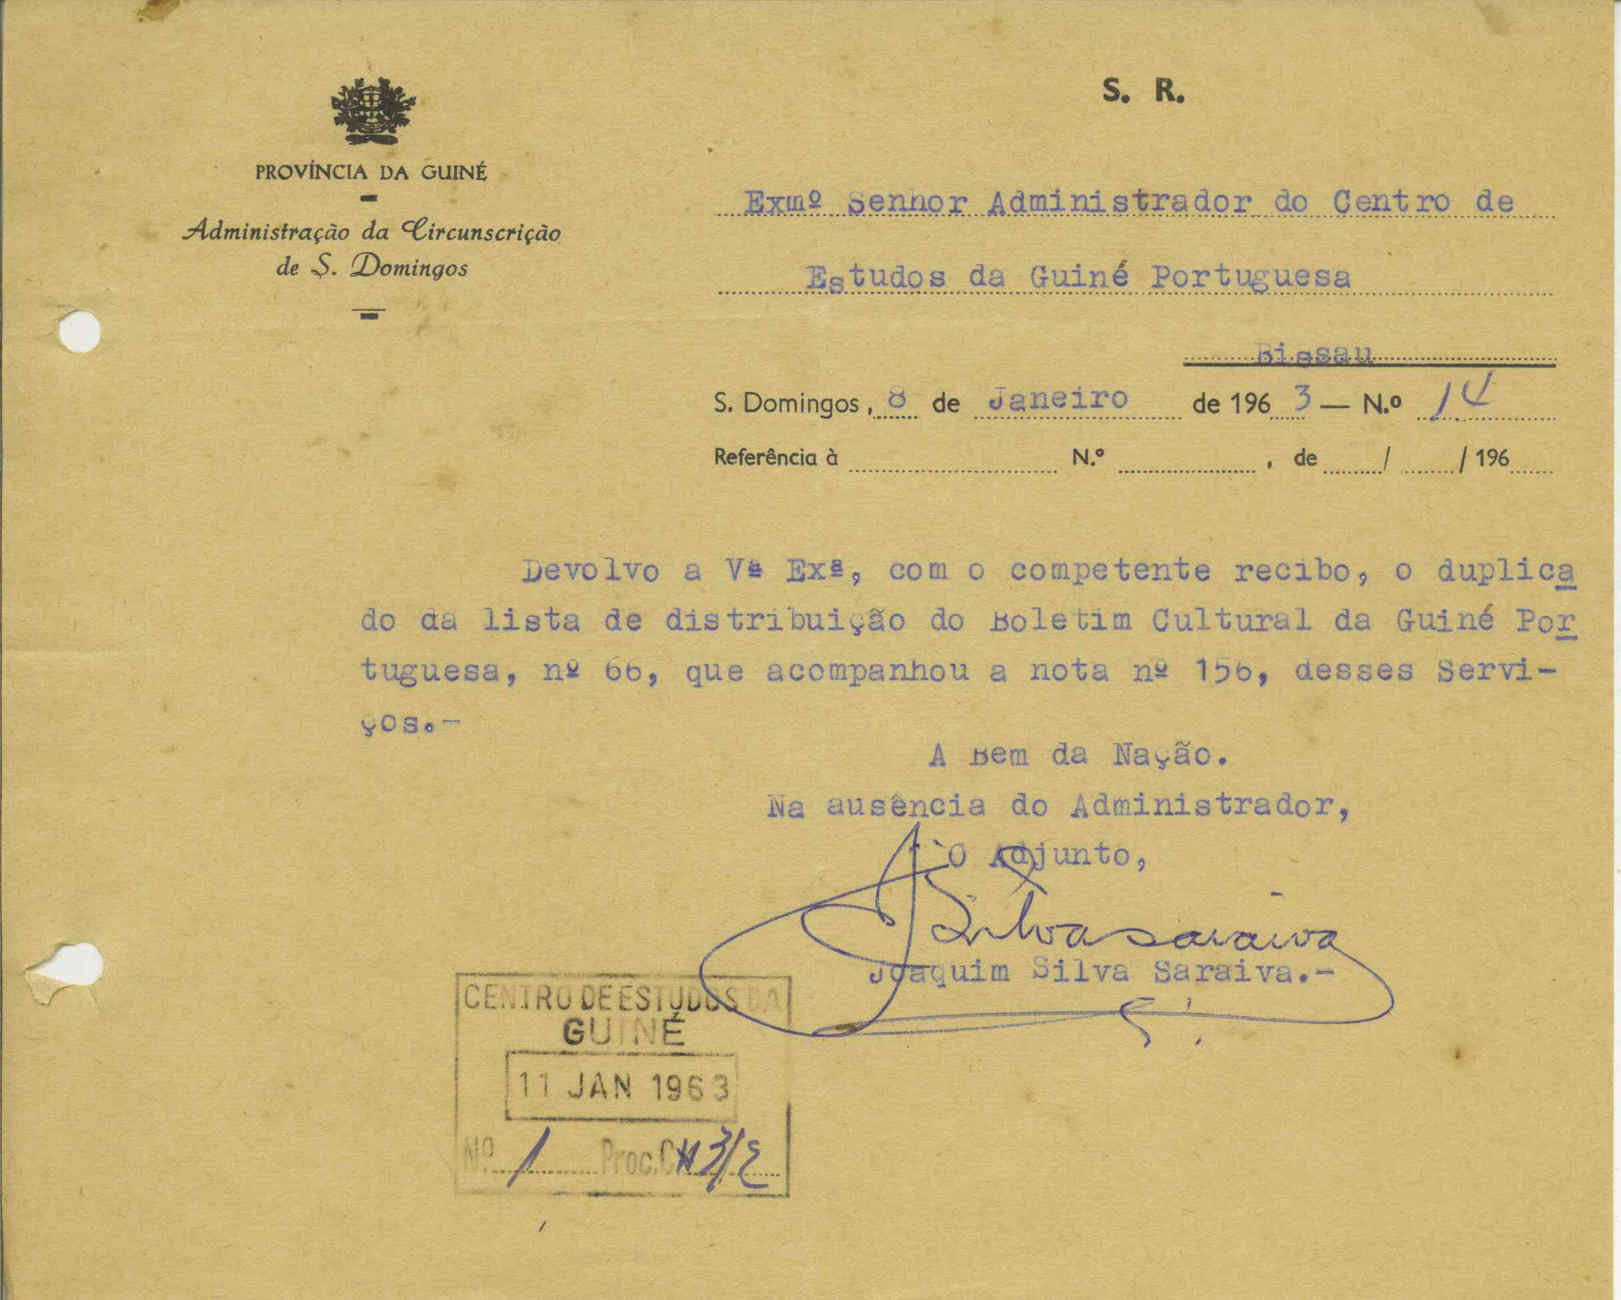 S. R.
PROVÍNCIA DA GUINÉ
Administração da Circunscrição
de S. Domingos
Exmº Senhor Administrador do Centro de
Estudos da Guiné Portuguesa
Bissau
S. Domingos, 8 de Janeiro de 1963 — N.º 14
Referência à N.º , de / / 196
Devolvo a Vª Exª, com o competente recibo, o duplica
do da lista de distribuição do Boletim Cultural da Guiné Por
tuguesa, nº 66, que acompanhou a nota nº 156, desses Servi-
ços.-
A Bem da Nação.
Na ausência do Administrador,
O Adjunto,
JSilvaSaraiva
Joaquim Silva Saraiva.-
CENTRO DE ESTUDOS DA
GUINÉ
11 JAN 1963
Nº. 1 Proc.